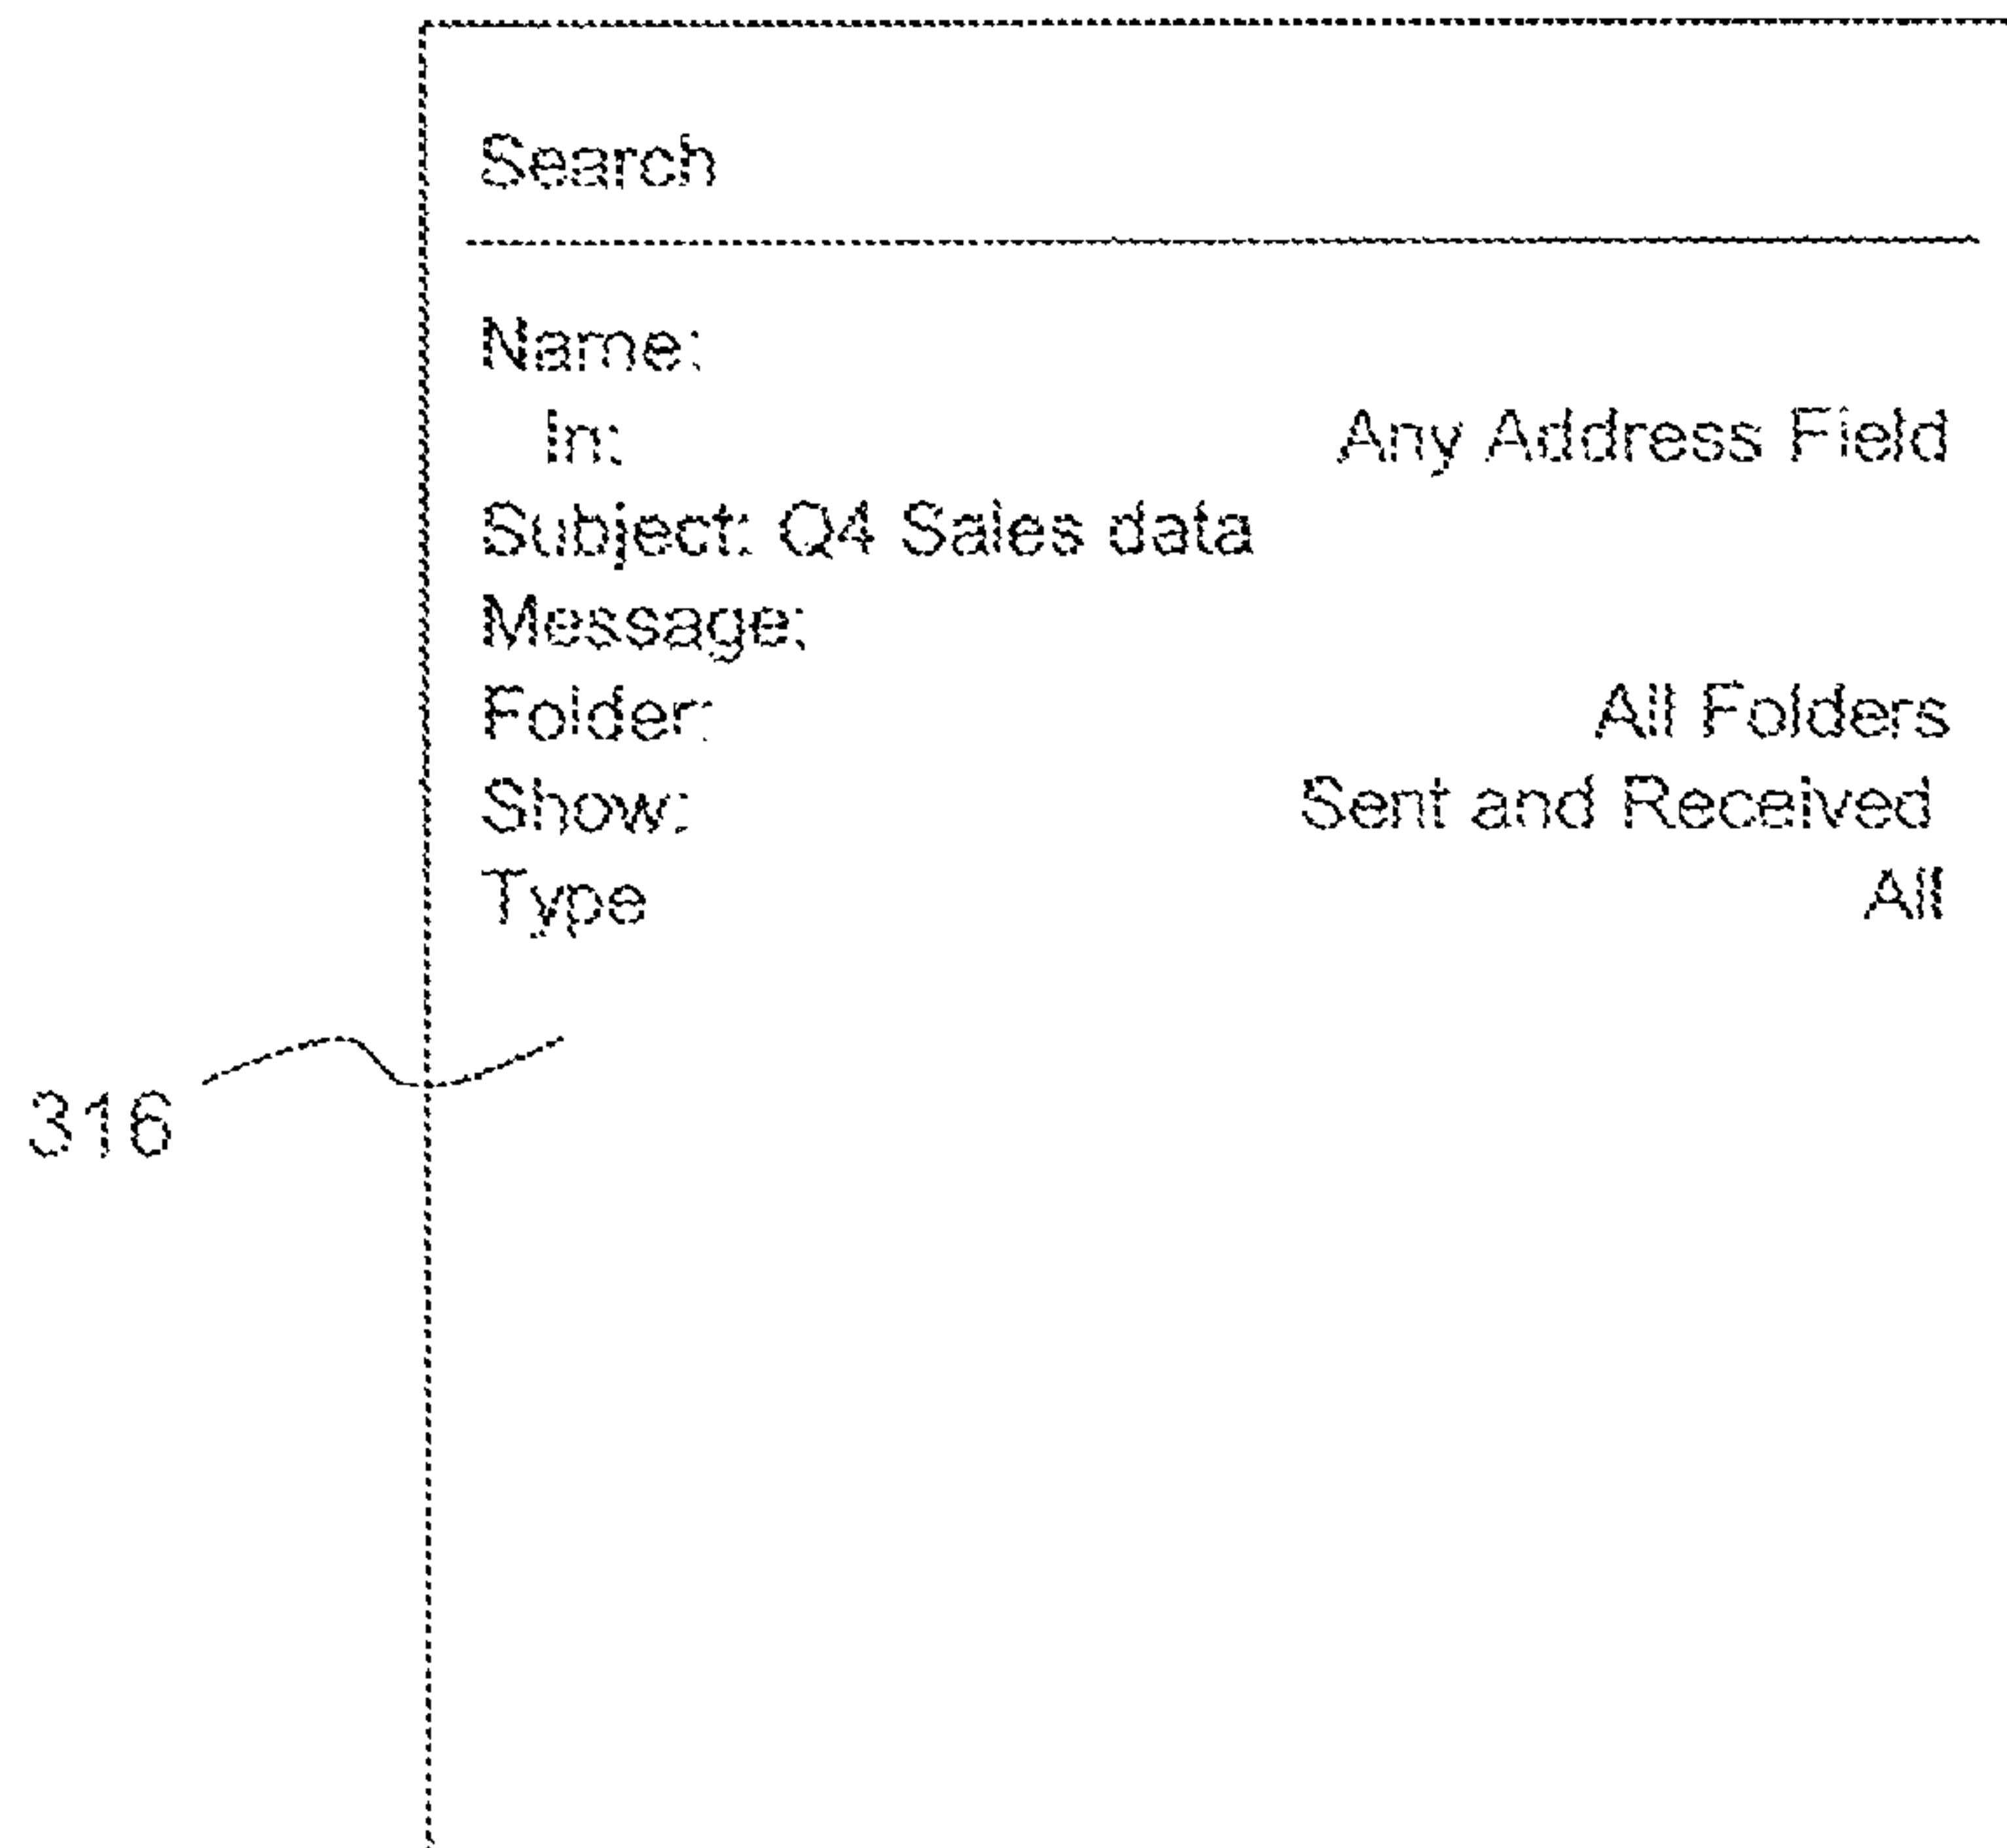 Search
Name:
In: Any Address Field
Subject: Q4 Sales data
Message:
Folder: All Folders
Show: Sent and Received
Type All
316